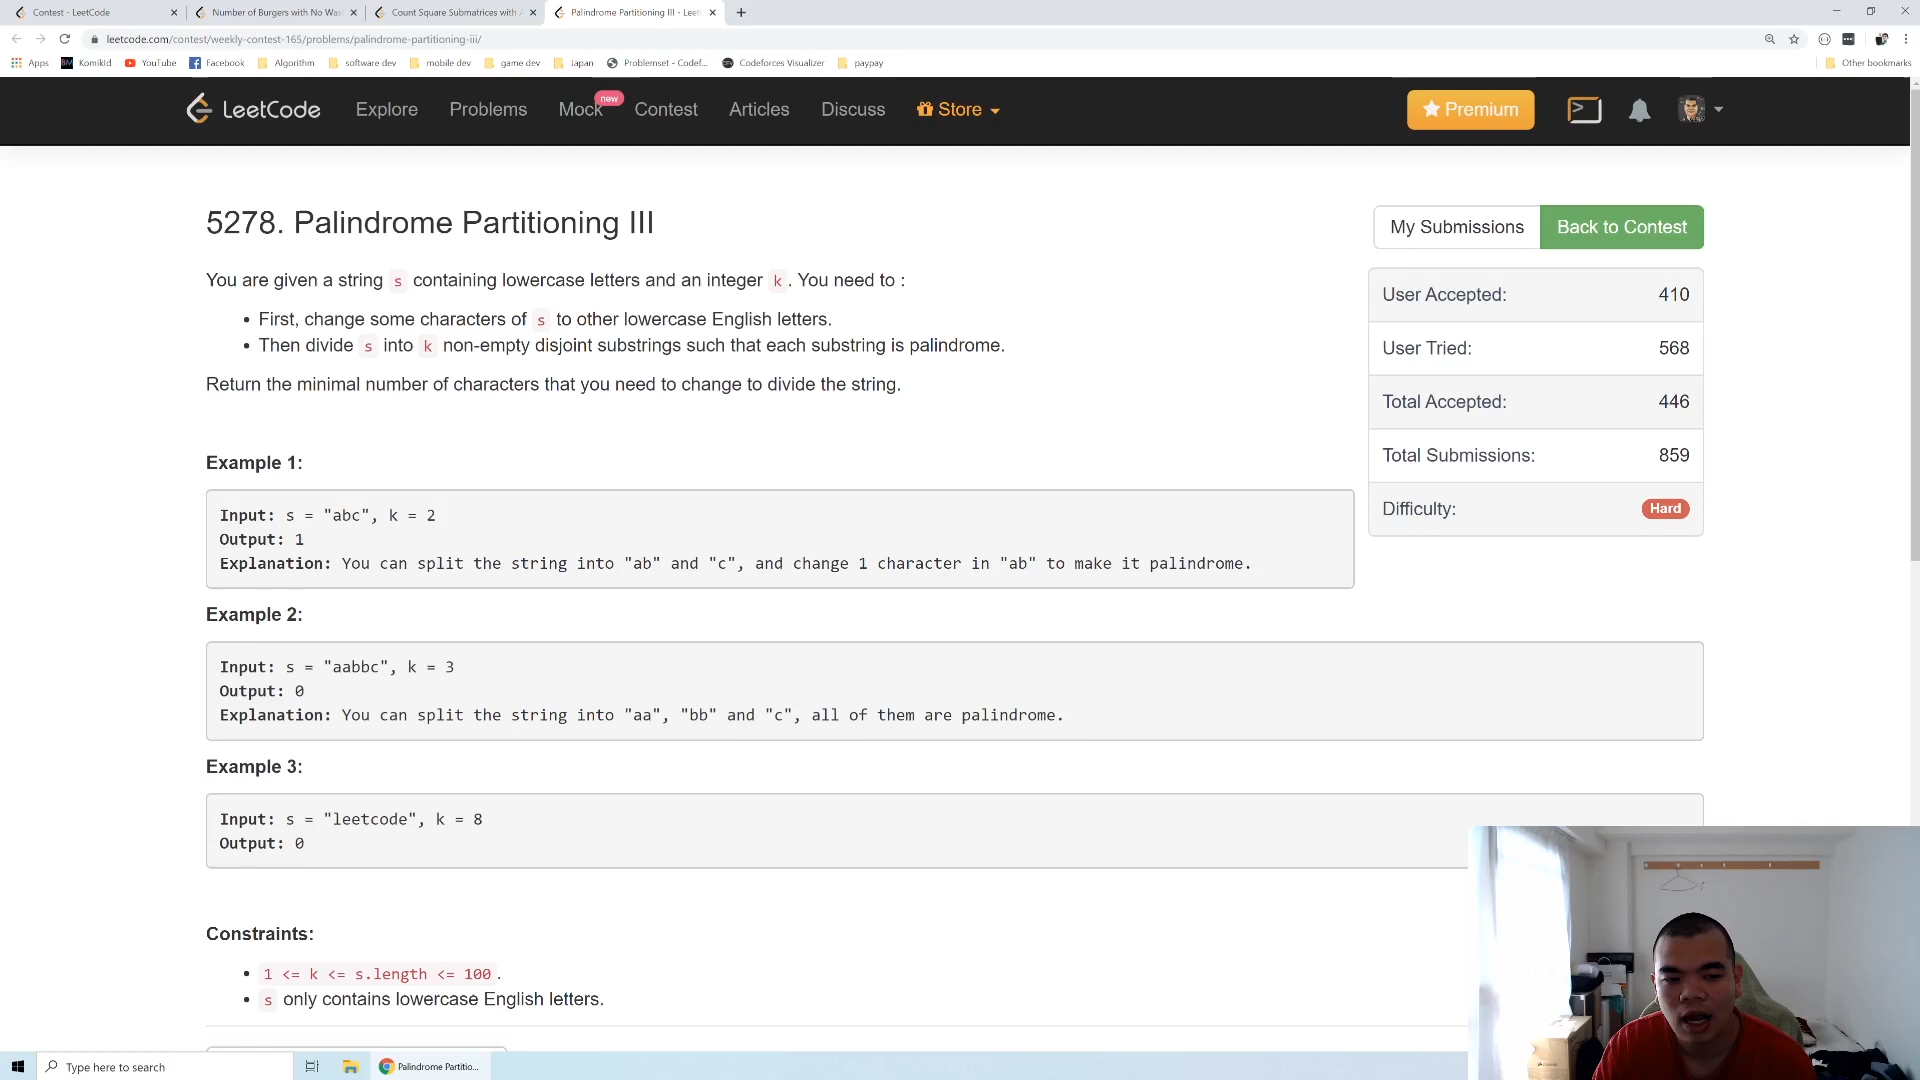 Contest - LeetCode
Number of Burgers with No Was
Count Square Submatrices with
Palindrome Partitioning III - Leet
leetcode.com/contest/weekly-contest-165/problems/palindrome-partitioning-iii/
Apps KomikId YouTube Facebook Algorithm software dev mobile dev game dev Japan Problemset - Codef... Codeforces Visualizer paypay Other bookmarks
LeetCode Explore Problems Mock new Contest Articles Discuss Store Premium
5278. Palindrome Partitioning III
My Submissions Back to Contest
You are given a string s containing lowercase letters and an integer k. You need to :
• First, change some characters of s to other lowercase English letters.
• Then divide s into k non-empty disjoint substrings such that each substring is palindrome.
Return the minimal number of characters that you need to change to divide the string.
User Accepted: 410
User Tried: 568
Total Accepted: 446
Total Submissions: 859
Difficulty: Hard
Example 1:
Input: s = "abc", k = 2
Output: 1
Explanation: You can split the string into "ab" and "c", and change 1 character in "ab" to make it palindrome.
Example 2:
Input: s = "aabbc", k = 3
Output: 0
Explanation: You can split the string into "aa", "bb" and "c", all of them are palindrome.
Example 3:
Input: s = "leetcode", k = 8
Output: 0
Constraints:
• 1 <= k <= s.length <= 100.
• s only contains lowercase English letters.
Type here to search
Palindrome Partitio...